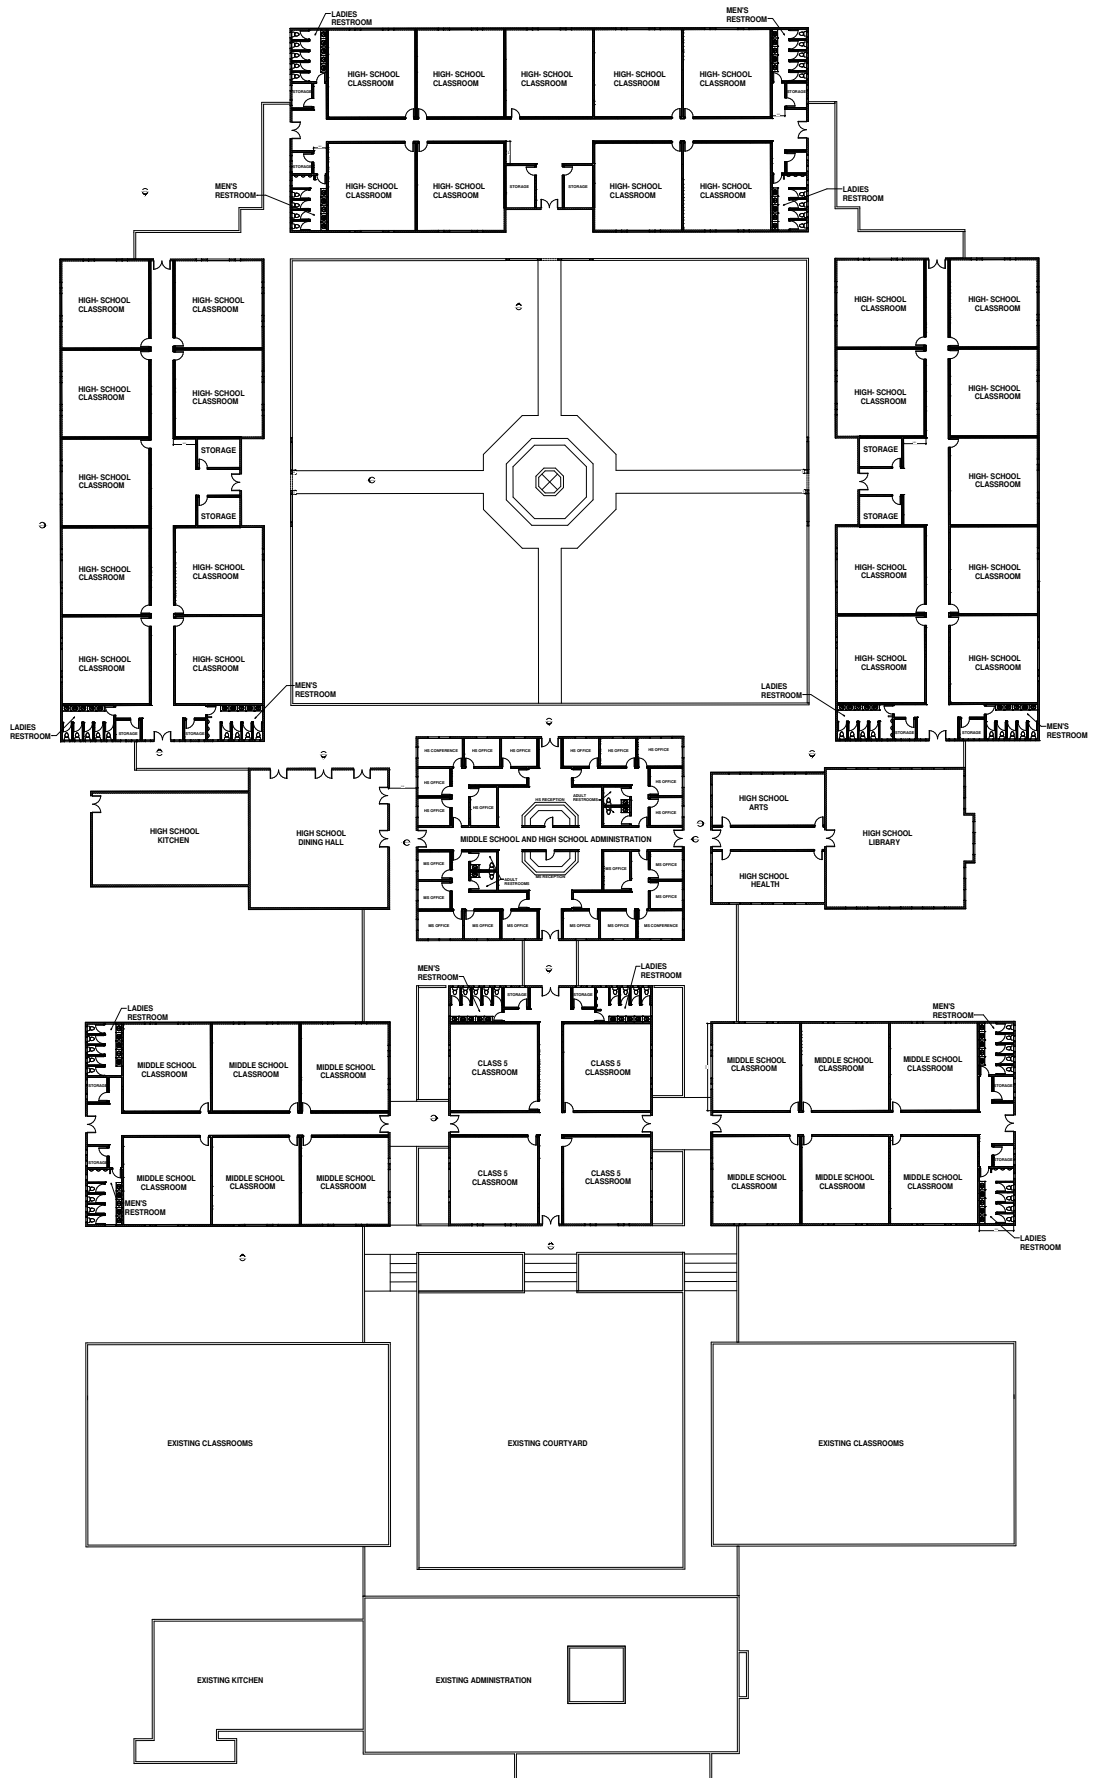 LADIES
RESTROOM
MEN'S
RESTROOM
HIGH- SCHOOL
CLASSROOM
HIGH- SCHOOL
CLASSROOM
HIGH- SCHOOL
CLASSROOM
HIGH- SCHOOL
CLASSROOM
HIGH- SCHOOL
CLASSROOM
STORAGE
STORAGE
STORAGE
STORAGE
MEN'S
RESTROOM
HIGH- SCHOOL
CLASSROOM
HIGH- SCHOOL
CLASSROOM
STORAGE
STORAGE
HIGH- SCHOOL
CLASSROOM
HIGH- SCHOOL
CLASSROOM
LADIES
RESTROOM
HIGH- SCHOOL
CLASSROOM
HIGH- SCHOOL
CLASSROOM
HIGH- SCHOOL
CLASSROOM
HIGH- SCHOOL
CLASSROOM
HIGH- SCHOOL
CLASSROOM
HIGH- SCHOOL
CLASSROOM
HIGH- SCHOOL
CLASSROOM
HIGH- SCHOOL
CLASSROOM
STORAGE
STORAGE
HIGH- SCHOOL
CLASSROOM
HIGH- SCHOOL
CLASSROOM
STORAGE
STORAGE
HIGH- SCHOOL
CLASSROOM
HIGH- SCHOOL
CLASSROOM
HIGH- SCHOOL
CLASSROOM
HIGH- SCHOOL
CLASSROOM
HIGH- SCHOOL
CLASSROOM
HIGH- SCHOOL
CLASSROOM
HIGH- SCHOOL
CLASSROOM
HIGH- SCHOOL
CLASSROOM
MEN'S
RESTROOM
LADIES
RESTROOM
LADIES
RESTROOM
STORAGE
STORAGE
STORAGE
STORAGE
MEN'S
RESTROOM
HS CONFERENCE
HS OFFICE
HS OFFICE
HS OFFICE
HS OFFICE
HS OFFICE
HS OFFICE
HS OFFICE
HS OFFICE
HS OFFICE
HS OFFICE
HS RECEPTION
ADULT
RESTROOMS
HIGH SCHOOL
KITCHEN
HIGH SCHOOL
DINING HALL
MIDDLE SCHOOL AND HIGH SCHOOL ADMINISTRATION
HIGH SCHOOL
ARTS
HIGH SCHOOL
LIBRARY
HIGH SCHOOL
HEALTH
MS OFFICE
MS OFFICE
MS OFFICE
MS RECEPTION
ADULT
RESTROOMS
MS OFFICE
MS OFFICE
MS OFFICE
MS OFFICE
MS OFFICE
MS OFFICE
MS OFFICE
MS CONFERENCE
MEN'S
RESTROOM
LADIES
RESTROOM
STORAGE
STORAGE
LADIES
RESTROOM
MEN'S
RESTROOM
MIDDLE SCHOOL
CLASSROOM
MIDDLE SCHOOL
CLASSROOM
MIDDLE SCHOOL
CLASSROOM
CLASS 5
CLASSROOM
CLASS 5
CLASSROOM
MIDDLE SCHOOL
CLASSROOM
MIDDLE SCHOOL
CLASSROOM
MIDDLE SCHOOL
CLASSROOM
STORAGE
STORAGE
STORAGE
STORAGE
MIDDLE SCHOOL
CLASSROOM
MIDDLE SCHOOL
CLASSROOM
MIDDLE SCHOOL
CLASSROOM
CLASS 5
CLASSROOM
CLASS 5
CLASSROOM
MIDDLE SCHOOL
CLASSROOM
MIDDLE SCHOOL
CLASSROOM
MIDDLE SCHOOL
CLASSROOM
MEN'S
RESTROOM
LADIES
RESTROOM
EXISTING CLASSROOMS
EXISTING COURTYARD
EXISTING CLASSROOMS
EXISTING KITCHEN
EXISTING ADMINISTRATION